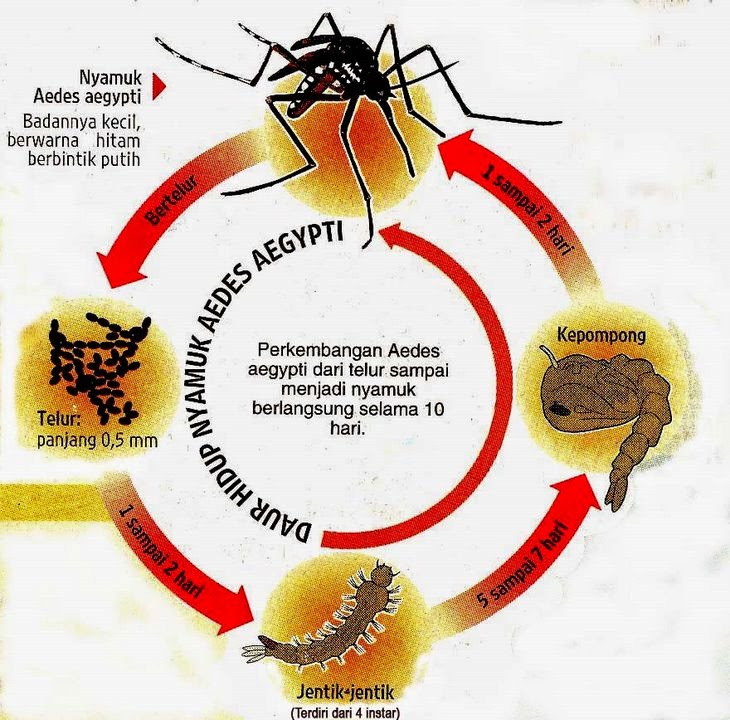 Nyamuk
Aedes aegypti
Badannya kecil,
berwarna hitam
berbintik putih
Bertelur
1 sampai 2 hari
DAUR HIDUP NYAMUK AEDES AEGYPTI
Kepompong
Perkembangan Aedes
aegypti dari telur sampai
menjadi nyamuk
berlangsung selama 10
hari.
Telur:
panjang 0,5 mm
1 sampai 2 hari
5 sampai 7 hari
Jentik-jentik
(Terdiri dari 4 instar)